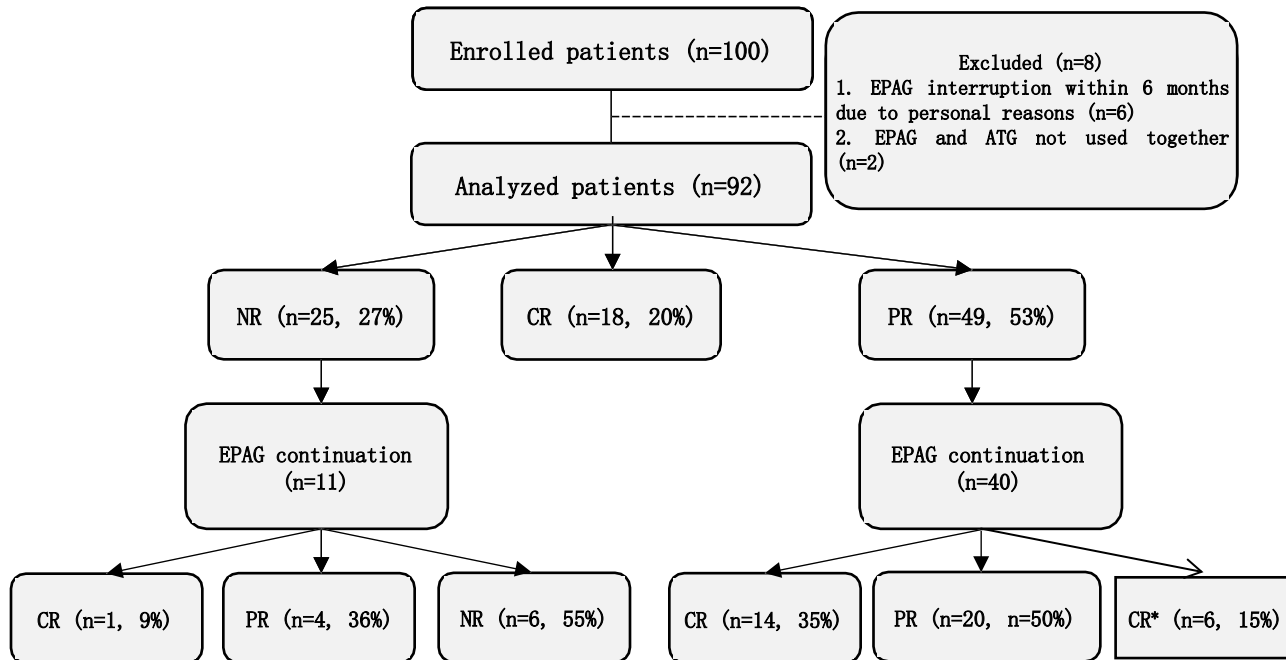 Enrolled patients (n=100)
Excluded (n=8)
1. EPAG interruption within 6 months
due to personal reasons (n=6)
2. EPAG and ATG not used together
(n=2)
Analyzed patients (n=92)
NR (n=25, 27%)
CR (n=18, 20%)
PR (n=49, 53%)
EPAG continuation
(n=11)
EPAG continuation
(n=40)
CR (n=1, 9%)
PR (n=4, 36%)
NR (n=6, 55%)
CR (n=14, 35%)
PR (n=20, n=50%)
CR* (n=6, 15%)